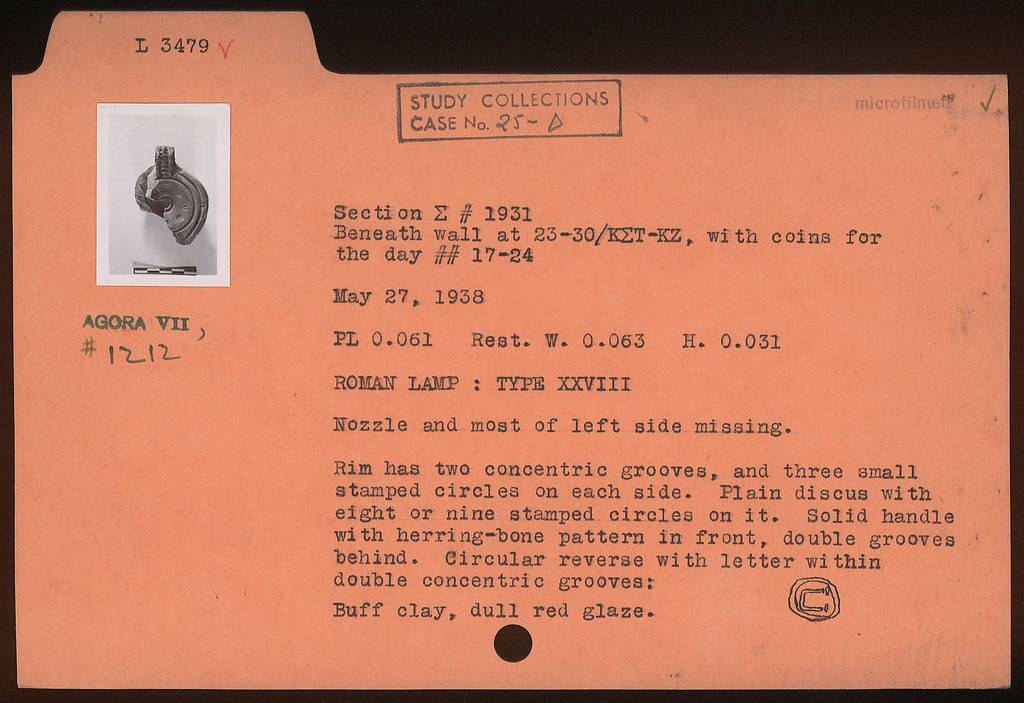 L 3479 √
STUDY COLLECTIONS
CASE No. 25-Δ
microfilmed
Section Σ # 1931
Beneath wall at 23-30/ΚΣΤ-ΚΖ, with coins for
the day ## 17-24
May 27, 1938
AGORA VII,
# 1212
PL 0.061 Rest. W. 0.063 H. 0.031
ROMAN LAMP : TYPE XXVIII
Nozzle and most of left side missing.
Rim has two concentric grooves, and three small
stamped circles on each side. Plain discus with
eight or nine stamped circles on it. Solid handle
with herring-bone pattern in front, double grooves
behind. Circular reverse with letter within
double concentric grooves:
Buff clay, dull red glaze.